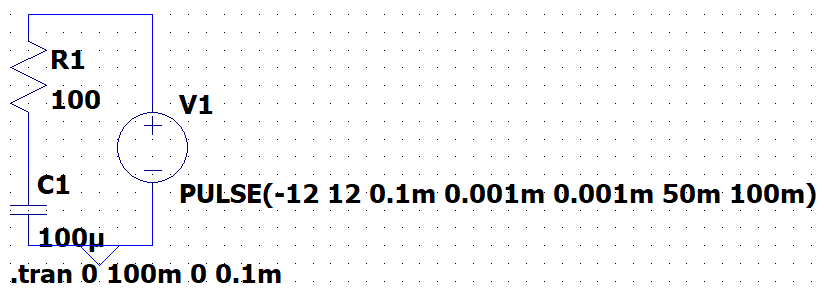 R1
100
V1
PULSE(-12 12 0.1m 0.001m 0.001m 50m 100m)
C1
100µ
.tran 0 100m 0 0.1m